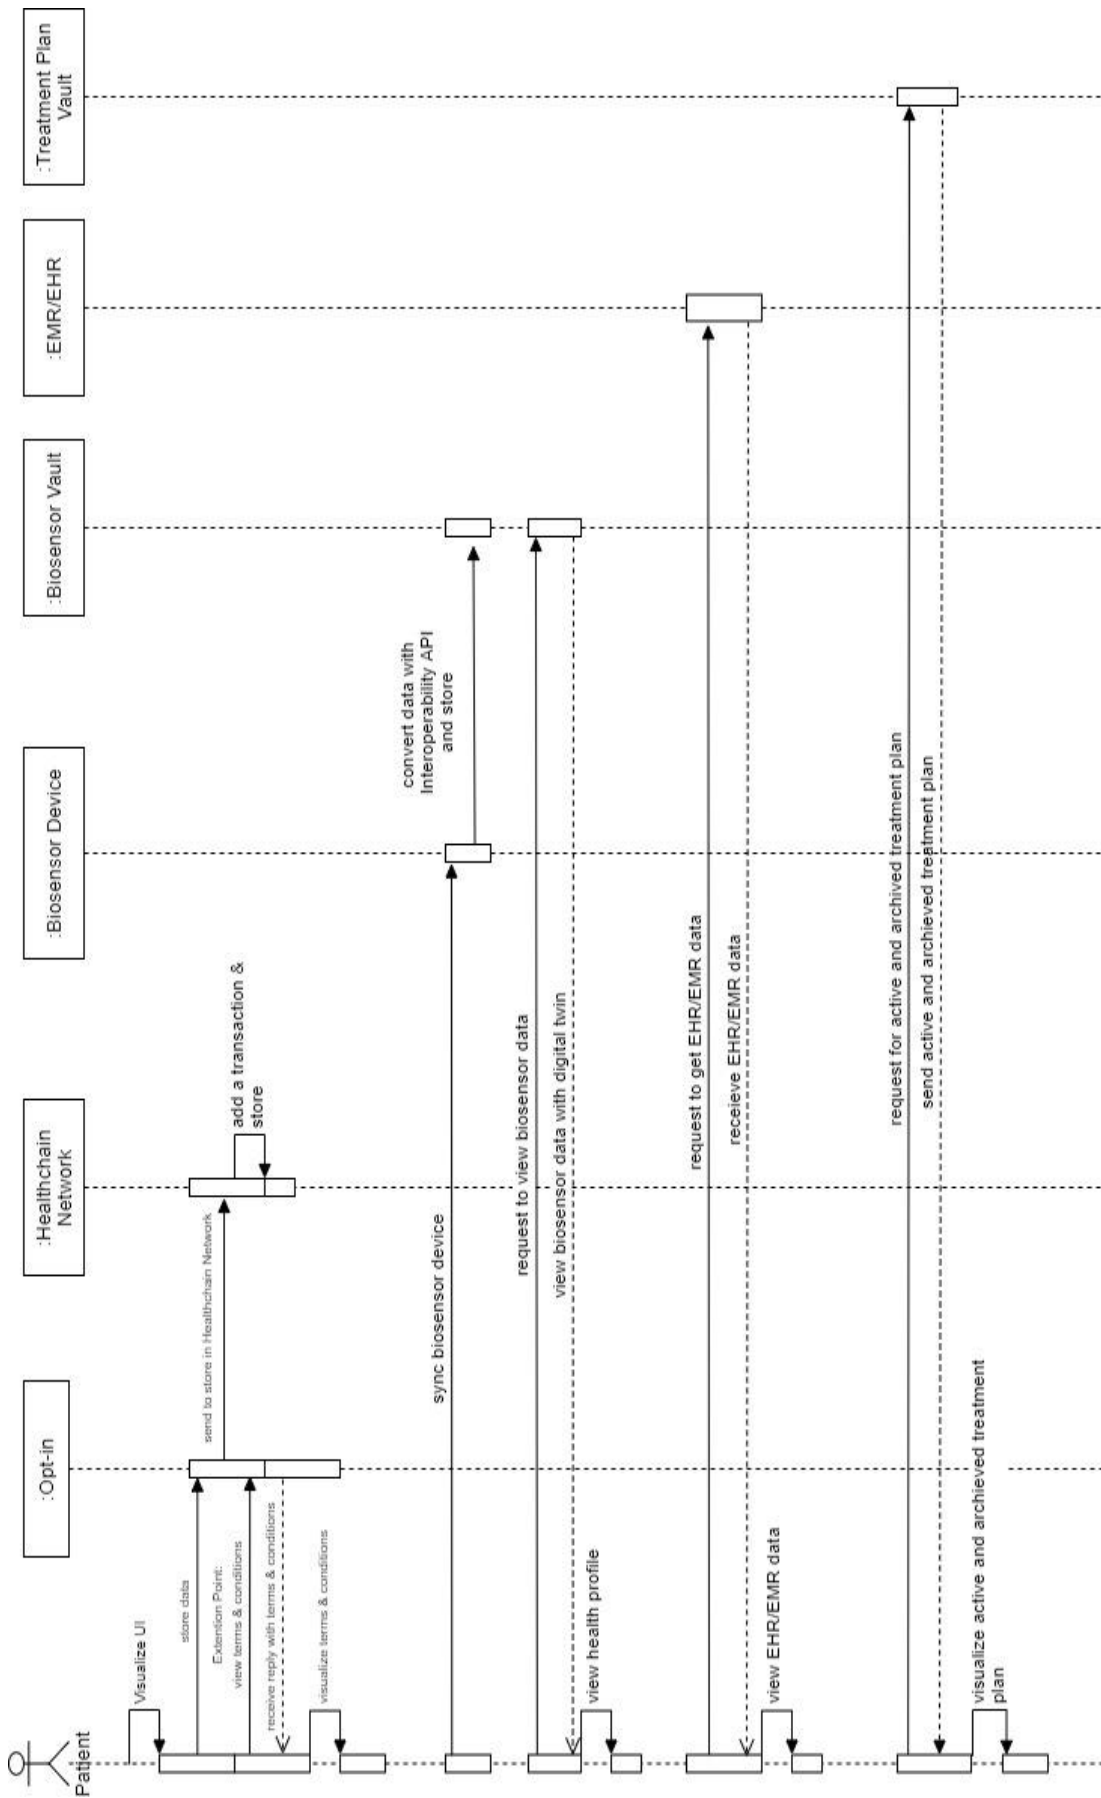 Patient
:Opt-in
:Healthchain
Network
:Biosensor Device
:Biosensor Vault
:EMR/EHR
:Treatment Plan
Vault
Visualize UI
store data
send to store in Healthchain Network
Extention Point:
view terms & conditions
add a transaction &
store
receive reply with terms & conditions
visualize terms & conditions
sync biosensor device
convert data with
Interoperability API
and store
request to view biosensor data
view biosensor data with digital twin
view health profile
request to get EHR/EMR data
receieve EHR/EMR data
view EHR/EMR data
request for active and archived treatment plan
send active and archieved treatment plan
visualize active and archieved treatment
plan